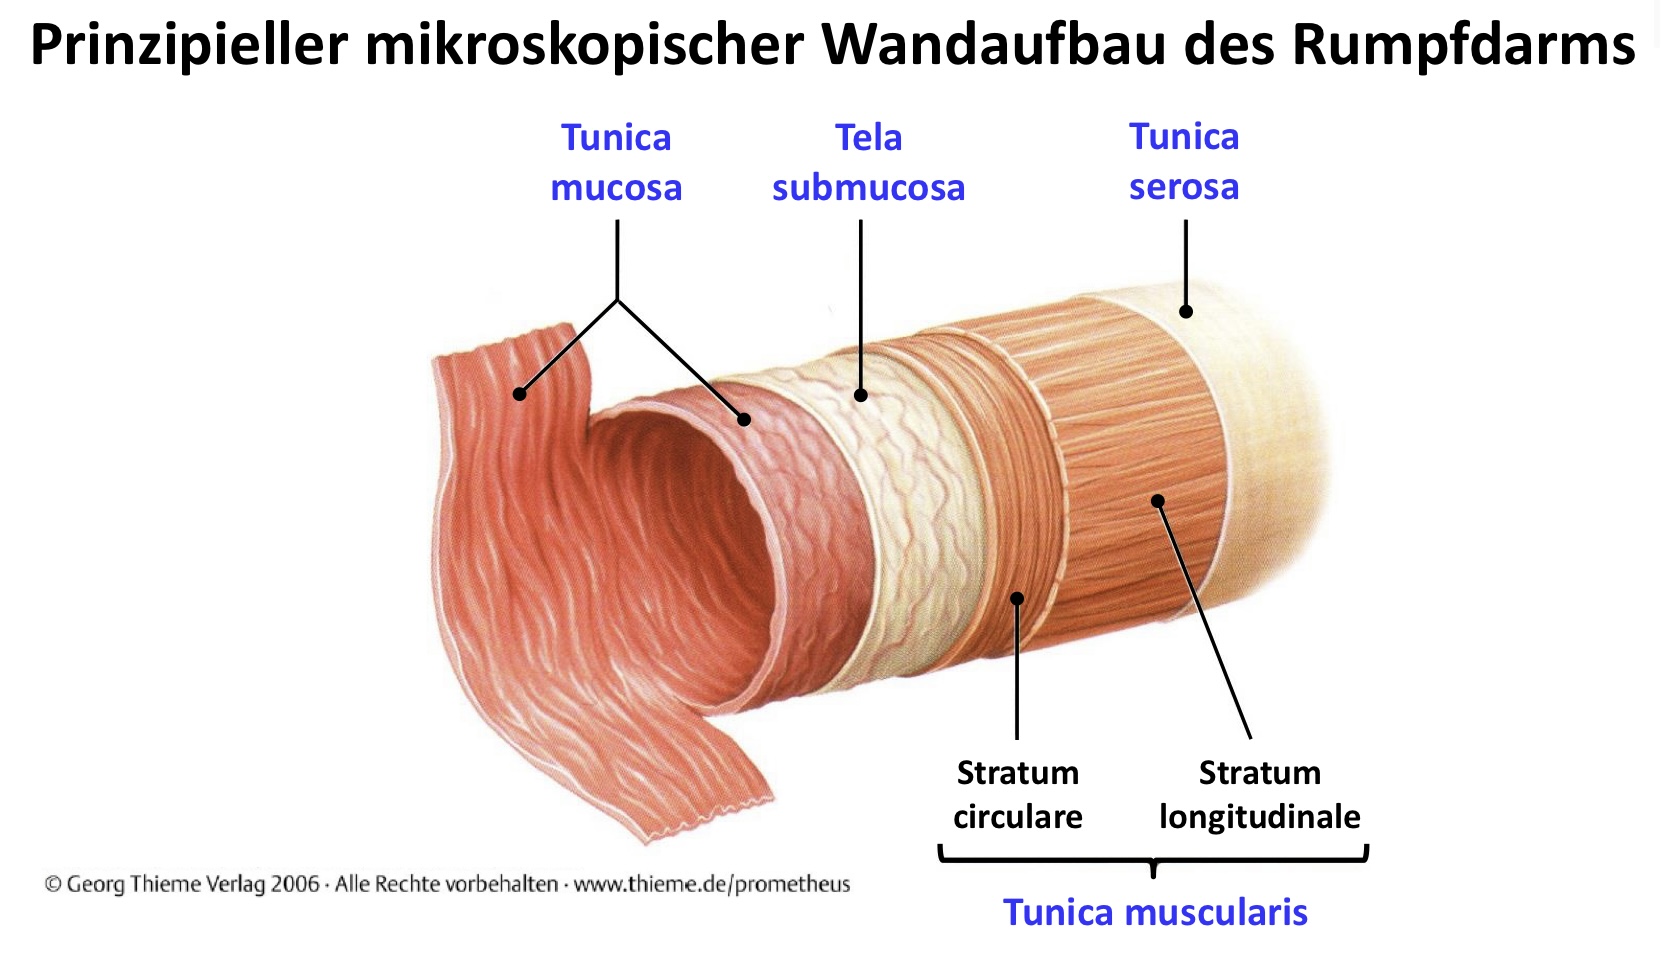 Prinzipieller mikroskopischer Wandaufbau des Rumpfdarms
Tunica
mucosa
Tela
submucosa
Tunica
serosa
Stratum
circulare
Stratum
longitudinale
Tunica muscularis
© Georg Thieme Verlag 2006 · Alle Rechte vorbehalten · www.thieme.de/prometheus